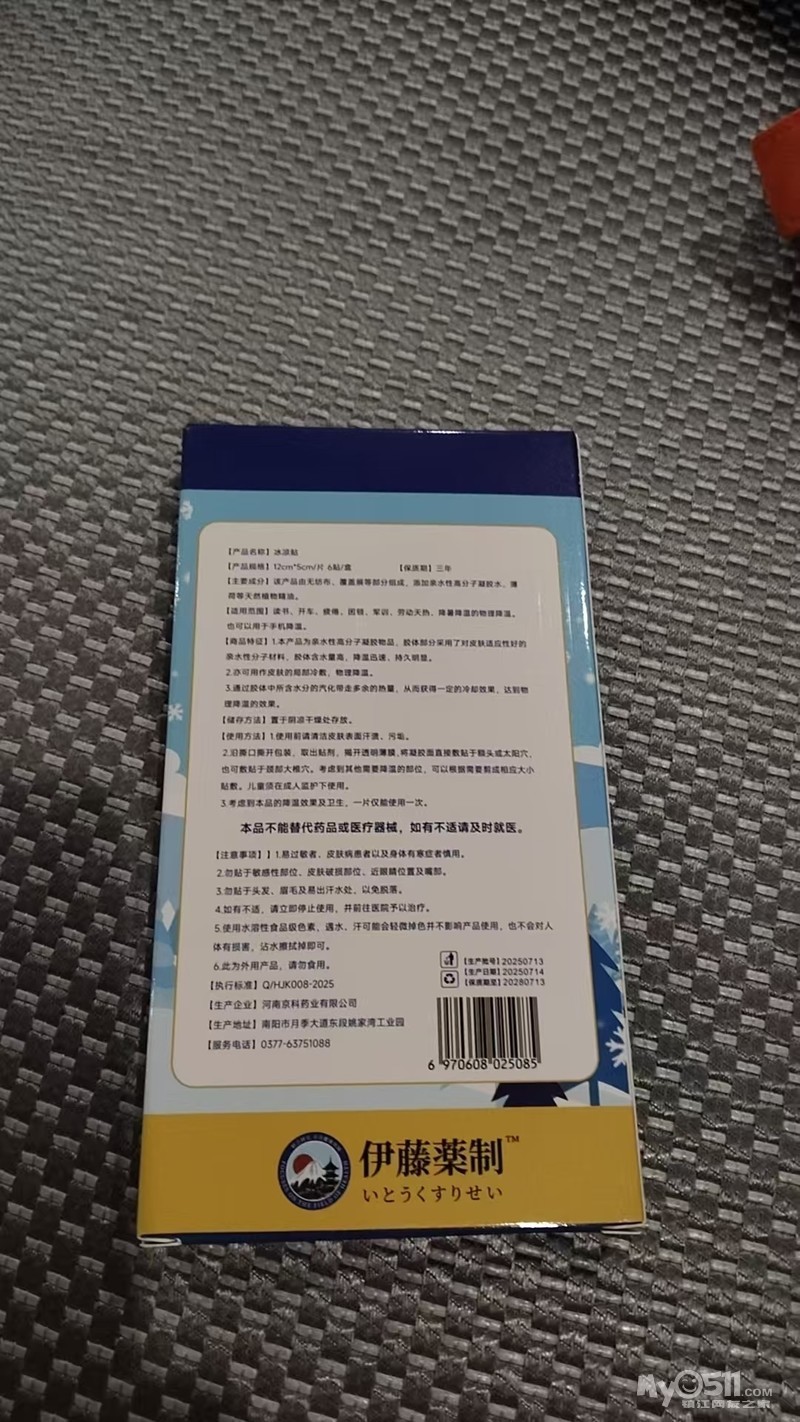 【产品名称】冰凉贴
【产品规格】12cm*5cm/片 6贴/盒 【保质期】三年
【主要成分】该产品由无纺布、覆盖膜等部分组成，添加亲水性高分子凝胶水、薄
荷等天然植物精油。
【适用范围】读书、开车、疲倦、困顿、军训、劳动天热、降暑降温的物理降温。
也可以用于手机降温。
【商品特征】1.本产品为亲水性高分子凝胶物品，胶体部分采用了对皮肤适应性好的
亲水性分子材料，胶体含水量高，降温迅速，持久明显。
2.亦可用作皮肤的局部冷敷，物理降温。
3.通过胶体中所含水分的汽化带走多余的热量，从而获得一定的冷却效果，达到物
理降温的效果。
【储存方法】置于阴凉干燥处存放。
【使用方法】1.使用前请清洁皮肤表面汗渍、污垢。
2.沿撕口撕开包装，取出贴剂，揭开透明薄膜,将凝胶面直接敷贴于额头或太阳穴，
也可敷贴于颈部大椎穴。考虑到其他需要降温的部位，可以根据需要剪成相应大小
贴敷。儿童须在成人监护下使用。
3.考虑到本品的降温效果及卫生，一片仅能使用一次。
本品不能替代药品或医疗器械，如有不适请及时就医。
【注意事项】】1.易过敏者、皮肤病患者以及身体有寒症者慎用。
2.勿贴于敏感性部位、皮肤破损部位、近眼睛位置及嘴部。
3.勿贴于头发、眉毛及易出汗水处，以免脱落。
4.如有不适，请立即停止使用，并前往医院予以治疗。
5.使用水溶性食品级色素，遇水、汗可能会轻微掉色并不影响产品使用，也不会对人
体有损害，沾水擦拭掉即可。
6.此为外用产品，请勿食用。
【执行标准】Q/HJK008-2025
【生产企业】河南京科药业有限公司
【生产地址】南阳市月季大道东段姚家湾工业园
【服务电话】0377-63751088
【生产批号】20250713
【生产日期】20250714
【保质期至】20280713
6 970608 025085
伊藤薬制™
いとうくすりせい
My0511.COM
镇江网友之家